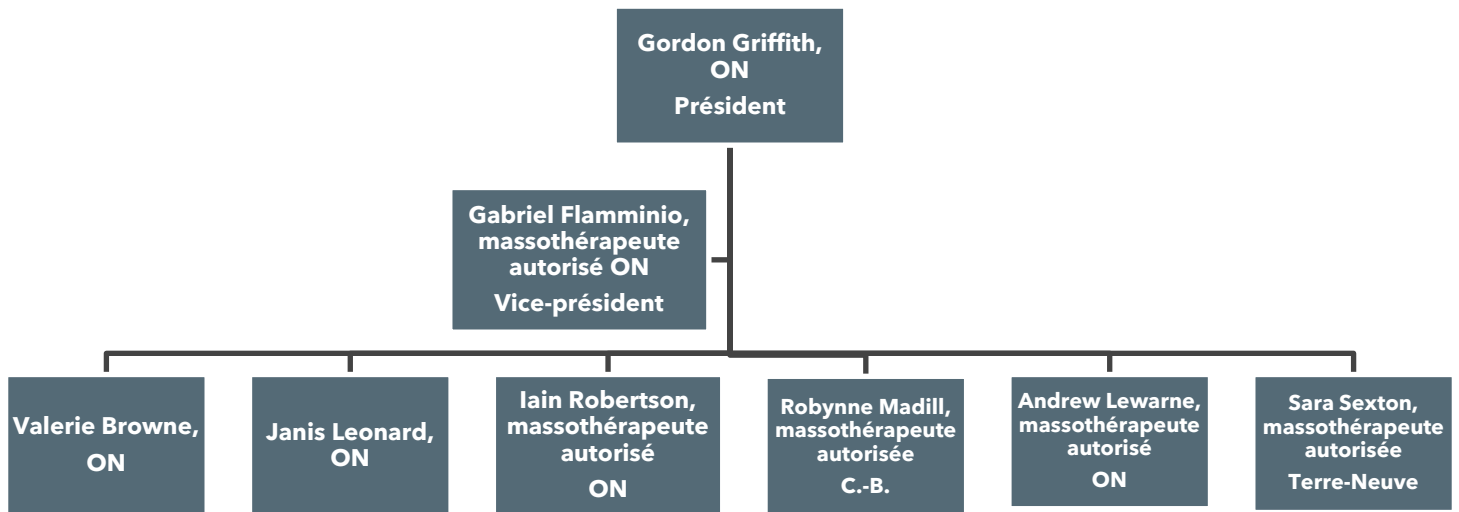 Gordon Griffith,
ON
Président
Gabriel Flamminio,
massothérapeute
autorisé ON
Vice-président
Valerie Browne,
ON
Janis Leonard,
ON
Iain Robertson,
massothérapeute
autorisé
ON
Robynne Madill,
massothérapeute
autorisée
C.-B.
Andrew Lewarne,
massothérapeute
autorisé
ON
Sara Sexton,
massothérapeute
autorisée
Terre-Neuve